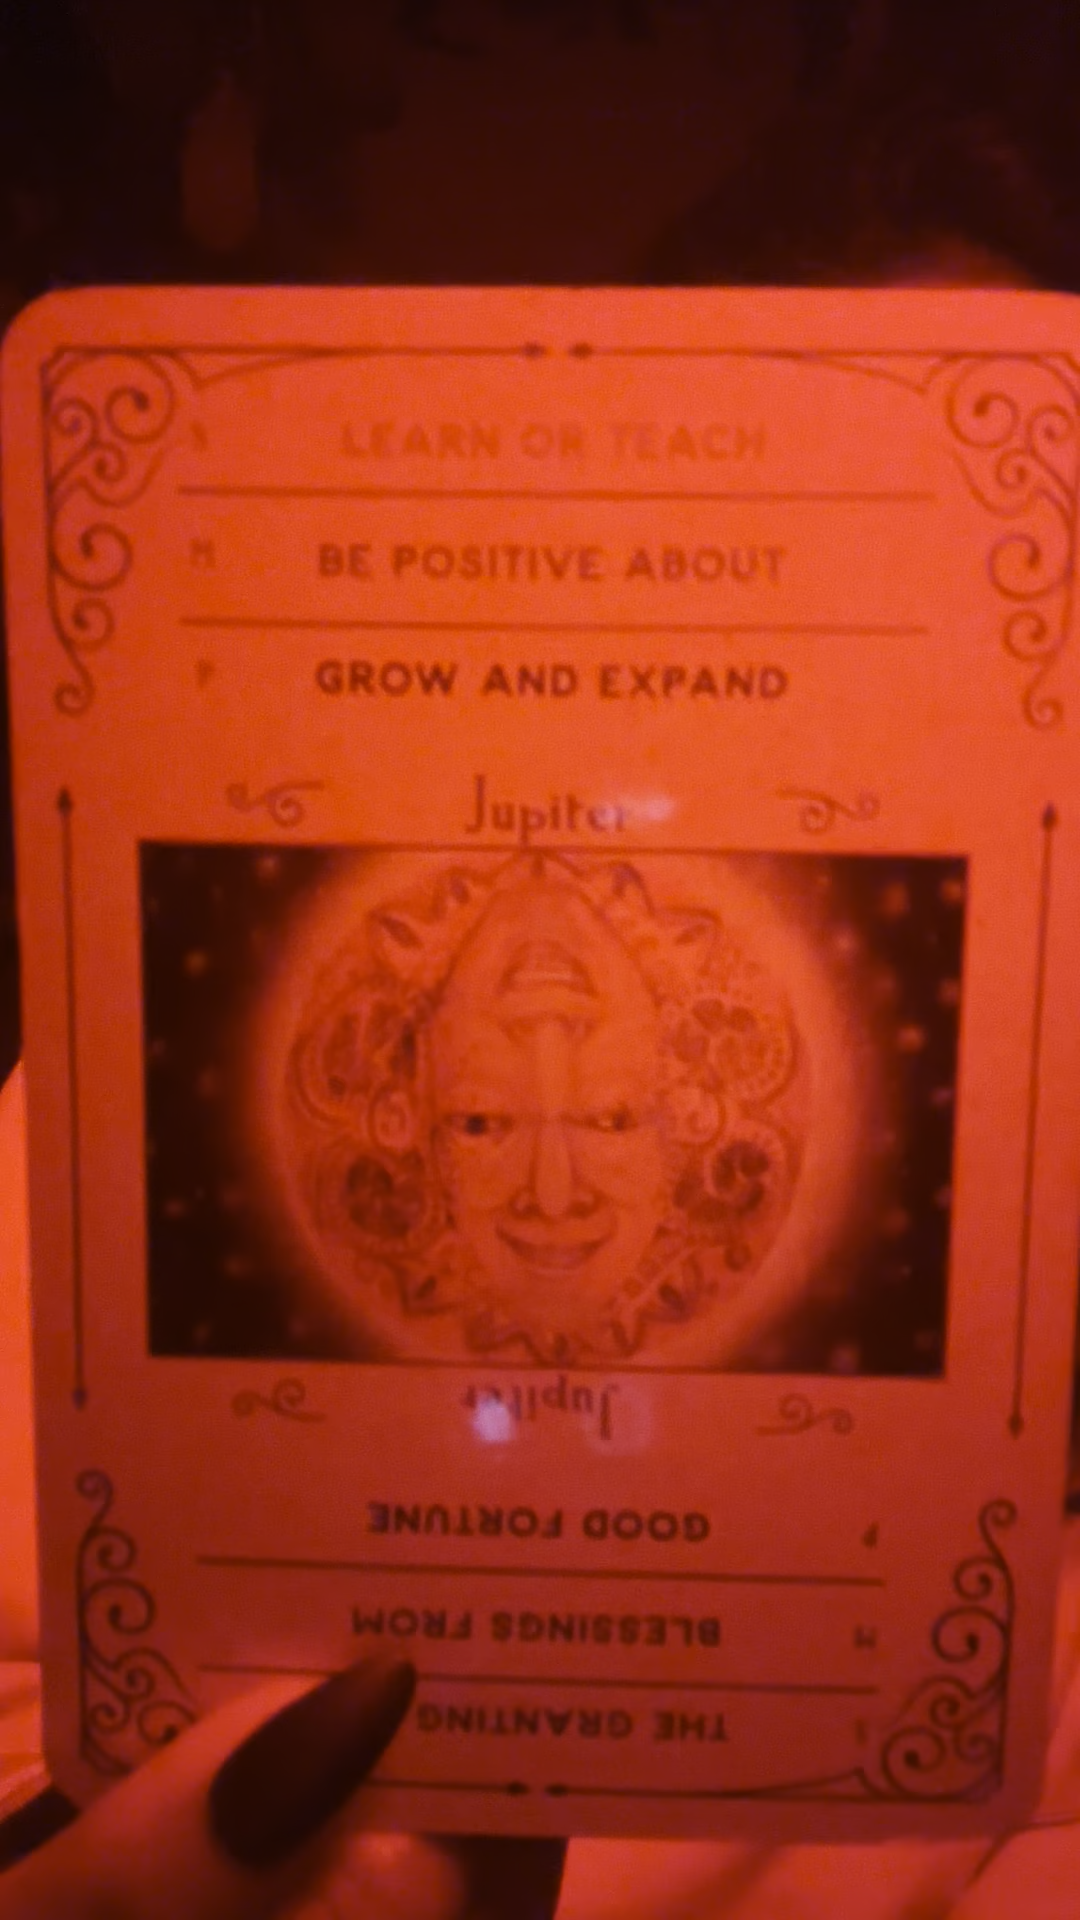 S LEARN OR TEACH
M BE POSITIVE ABOUT
P GROW AND EXPAND
Jupiter
Jupiter
P GOOD FORTUNE
M BLESSINGS FROM
THE GRANTING